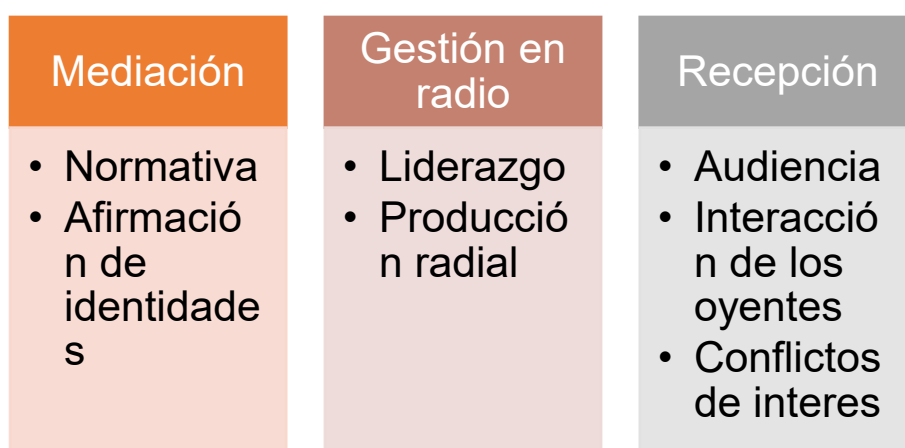 Mediación
• Normativa
• Afirmació
n de
identidade
s
Gestión en
radio
• Liderazgo
• Producció
n radial
Recepción
• Audiencia
• Interacció
n de los
oyentes
• Conflictos
de interes